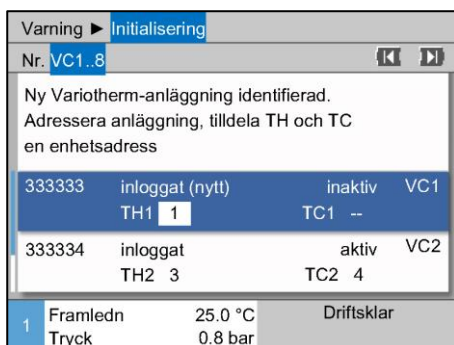 Varning ► Initialisering
Nr. VC1..8
Ny Variotherm-anläggning identifierad.
Adressera anläggning, tilldela TH och TC
en enhetsadress
333333 inloggat (nytt) inaktiv VC1
TH1 1 TC1 --
333334 inloggat aktiv VC2
TH2 3 TC2 4
1 Framledn 25.0 °C Driftsklar
Tryck 0.8 bar